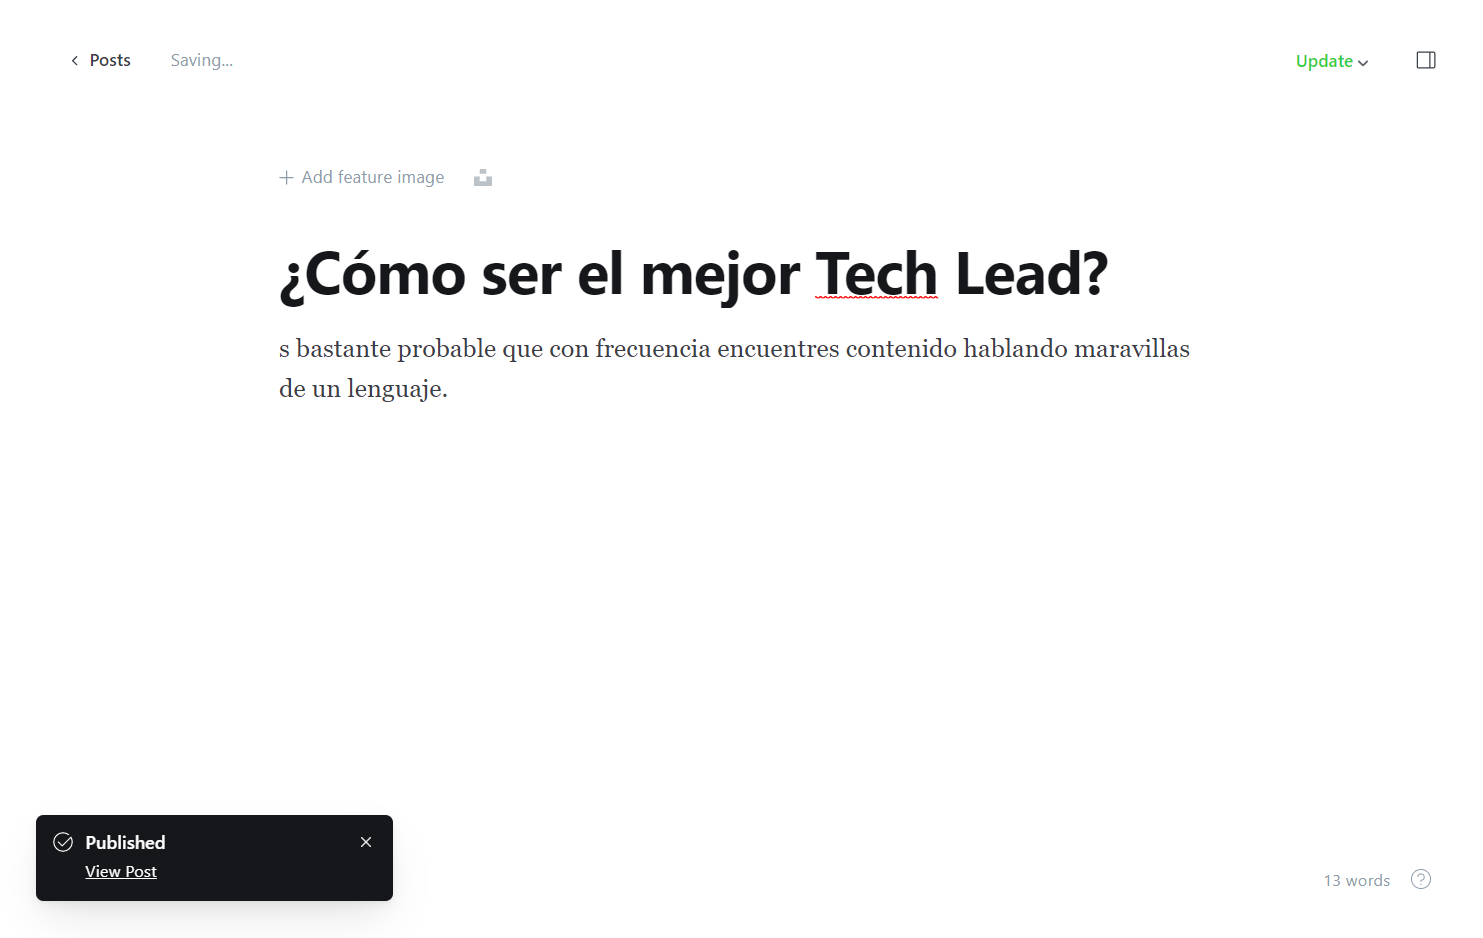 Posts
Saving...
Update
Add feature image
¿Cómo ser el mejor Tech Lead?
s bastante probable que con frecuencia encuentres contenido hablando maravillas
de un lenguaje.
Published
View Post
13 words
?